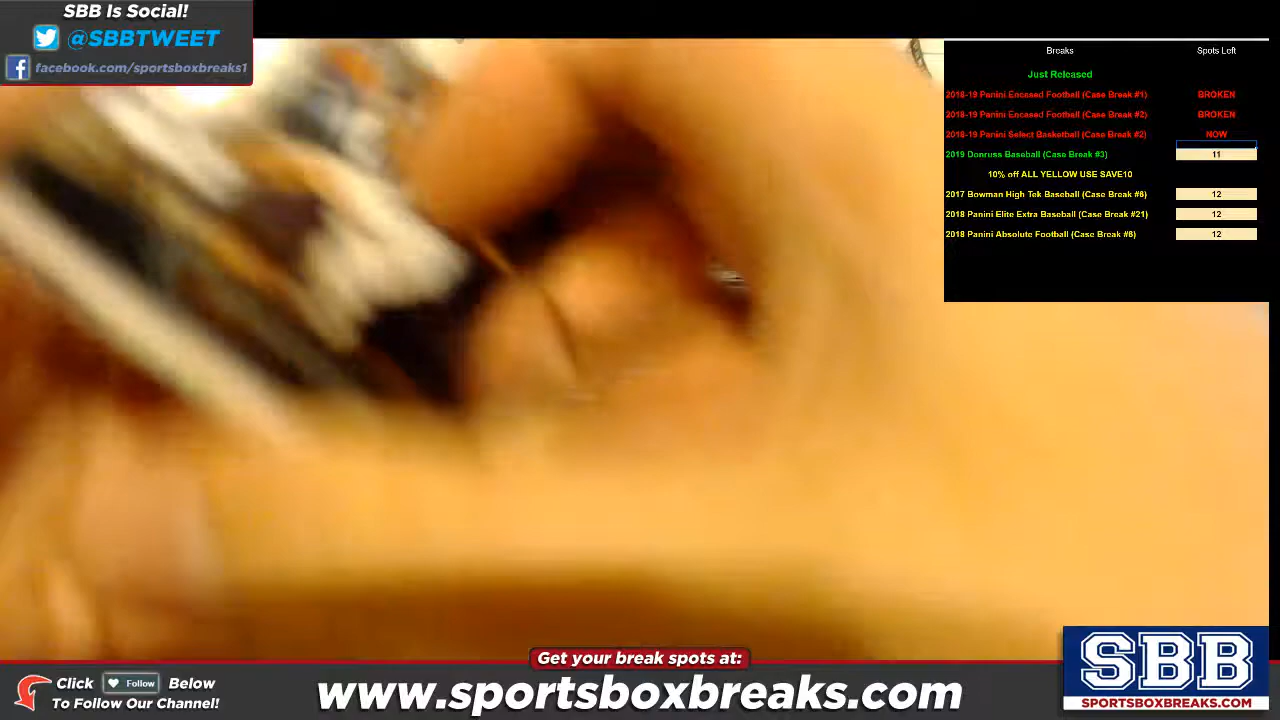 SBB Is Social!
@SBBTWEET
facebook.com/sportsboxbreaks1
Breaks Spots Left
Just Released
2018-19 Panini Encased Football (Case Break #1) BROKEN
2018-19 Panini Encased Football (Case Break #2) BROKEN
2018-19 Panini Select Basketball (Case Break #2) NOW
2019 Donruss Baseball (Case Break #3) 11
10% off ALL YELLOW USE SAVE10
2017 Bowman High Tek Baseball (Case Break #6) 12
2018 Panini Elite Extra Baseball (Case Break #21) 12
2018 Panini Absolute Football (Case Break #8) 12
Get your break spots at:
Click Follow Below
To Follow Our Channel!
www.sportsboxbreaks.com
SBB
SPORTSBOXBREAKS.COM